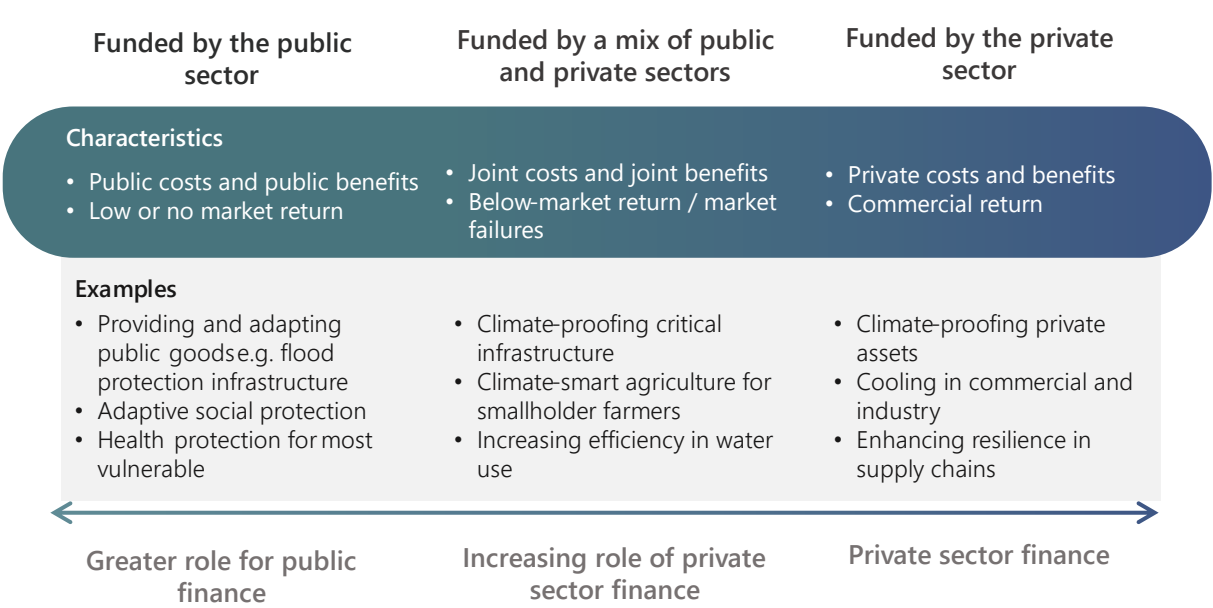 Funded by the public
sector
Funded by a mix of public
and private sectors
Funded by the private
sector
Characteristics
• Public costs and public benefits
• Low or no market return
• Joint costs and joint benefits
• Below-market return / market
failures
• Private costs and benefits
• Commercial return
Examples
• Providing and adapting
public goods e.g. flood
protection infrastructure
• Adaptive social protection
• Health protection for most
vulnerable
• Climate-proofing critical
infrastructure
• Climate-smart agriculture for
smallholder farmers
• Increasing efficiency in water
use
• Climate-proofing private
assets
• Cooling in commercial and
industry
• Enhancing resilience in
supply chains
Greater role for public
finance
Increasing role of private
sector finance
Private sector finance